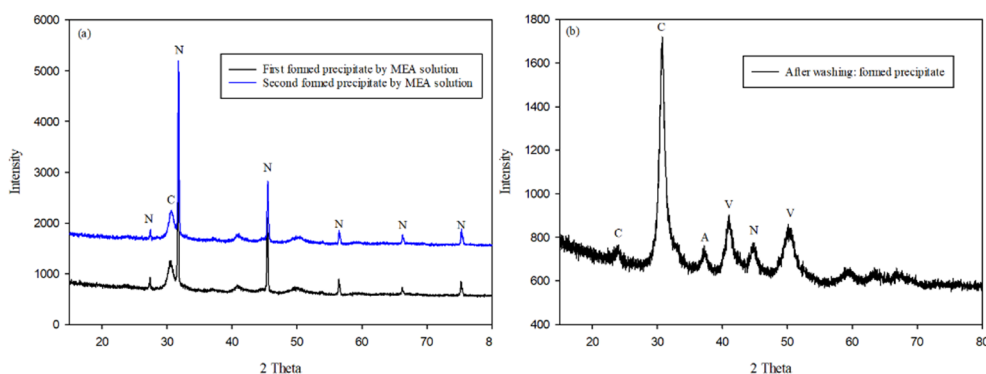 (a)
6000
5000
4000
3000
2000
1000
0
Intensity
First formed precipitate by MEA solution
Second formed precipitate by MEA solution
N
N
N
C
N
N
N
20
30
40
50
60
70
8
2 Theta
(b)
1800
1600
1400
1200
1000
800
600
400
Intensity
After washing: formed precipitate
C
C
A
V
N
V
20
30
40
50
60
70
80
2 Theta